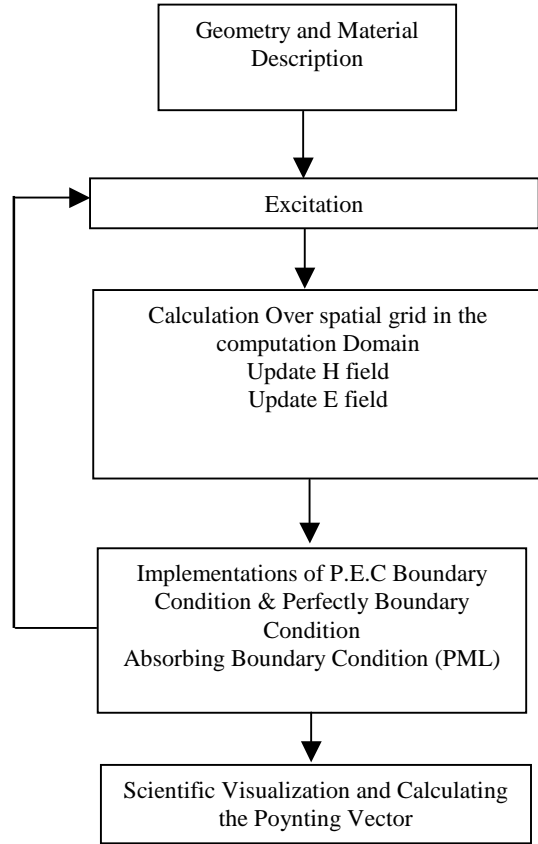 Geometry and Material
Description
Excitation
Calculation Over spatial grid in the
computation Domain
Update H field
Update E field
Implementations of P.E.C Boundary
Condition & Perfectly Boundary
Condition
Absorbing Boundary Condition (PML)
Scientific Visualization and Calculating
the Poynting Vector